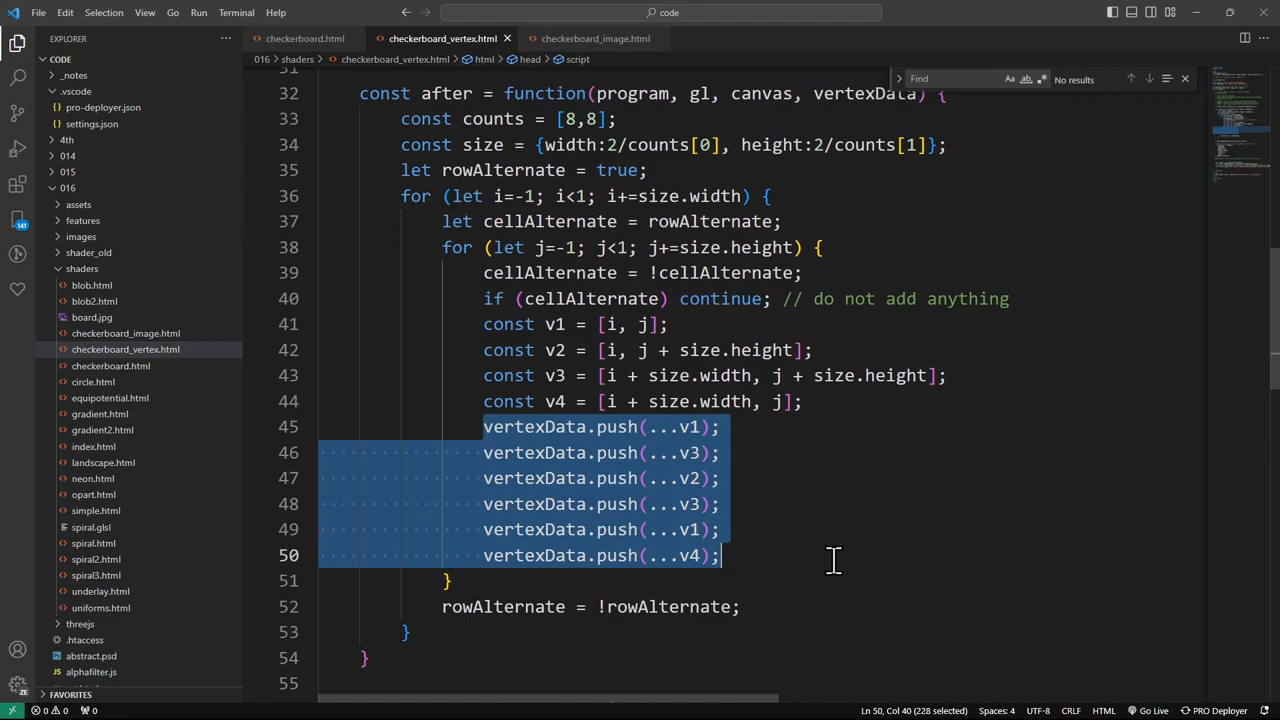 File Edit Selection View Go Run Terminal Help
code
EXPLORER
checkerboard.html
checkerboard_vertex.html
checkerboard_image.html
016 > shaders > checkerboard_vertex.html > html > head > script
Find
Aa
ab
No results
CODE
_notes
.vscode
pro-deployer.json
settings.json
4th
014
015
016
assets
features
images
shader_old
shaders
blob.html
blob2.html
board.jpg
checkerboard_image.html
checkerboard_vertex.html
checkerboard.html
circle.html
equipotential.html
gradient.html
gradient2.html
index.html
landscape.html
neon.html
opart.html
simple.html
spiral.glsl
spiral.html
spiral2.html
spiral3.html
underlay.html
uniforms.html
threejs
.htaccess
abstract.psd
alphafilter.js
FAVORITES
141
31
32 const after = function(program, gl, canvas, vertexData) {
33 const counts = [8,8];
34 const size = {width:2/counts[0], height:2/counts[1]};
35 let rowAlternate = true;
36 for (let i=-1; i<1; i+=size.width) {
37 let cellAlternate = rowAlternate;
38 for (let j=-1; j<1; j+=size.height) {
39 cellAlternate = !cellAlternate;
40 if (cellAlternate) continue; // do not add anything
41 const v1 = [i, j];
42 const v2 = [i, j + size.height];
43 const v3 = [i + size.width, j + size.height];
44 const v4 = [i + size.width, j];
45 vertexData.push(...v1);
46 vertexData.push(...v3);
47 vertexData.push(...v2);
48 vertexData.push(...v3);
49 vertexData.push(...v1);
50 vertexData.push(...v4);
51 }
52 rowAlternate = !rowAlternate;
53 }
54 }
55
0 0 0 Ln 50, Col 40 (228 selected) Spaces: 4 UTF-8 CRLF HTML Go Live PRO Deployer